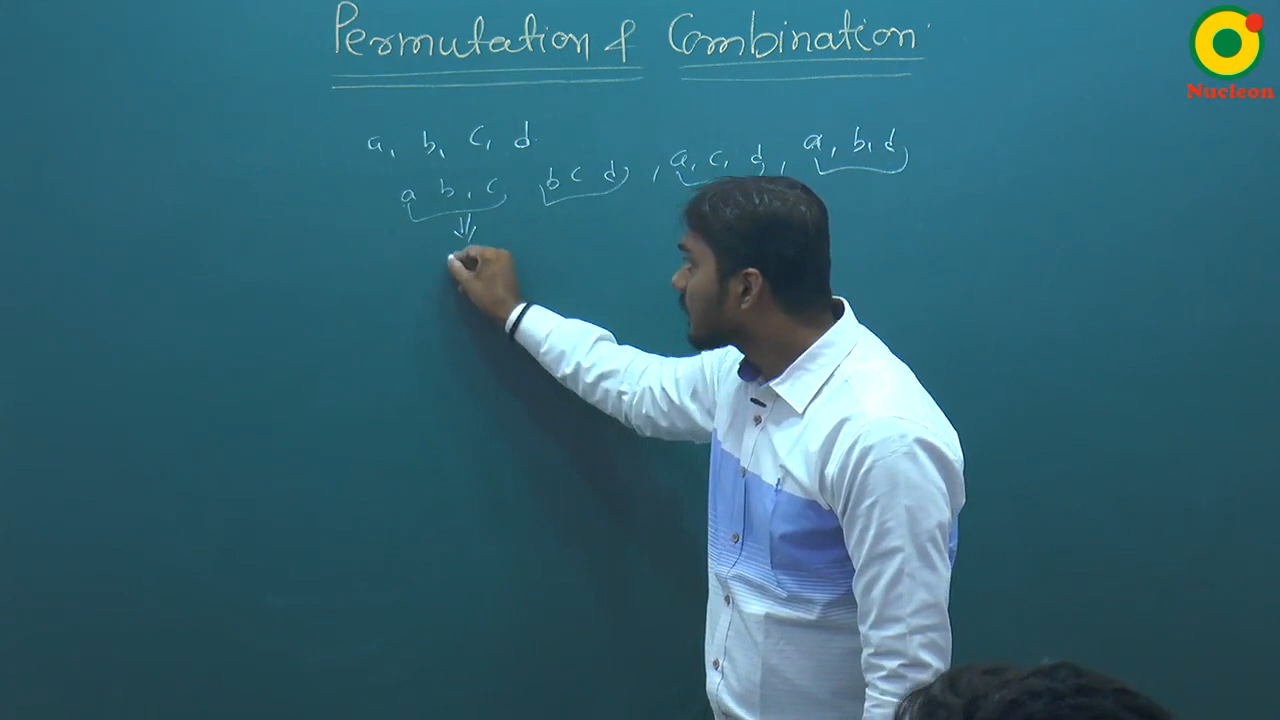 Permutation & Combination
a, b, c, d
a b, c b c d , a, c, d, a, b, d
Nucleon